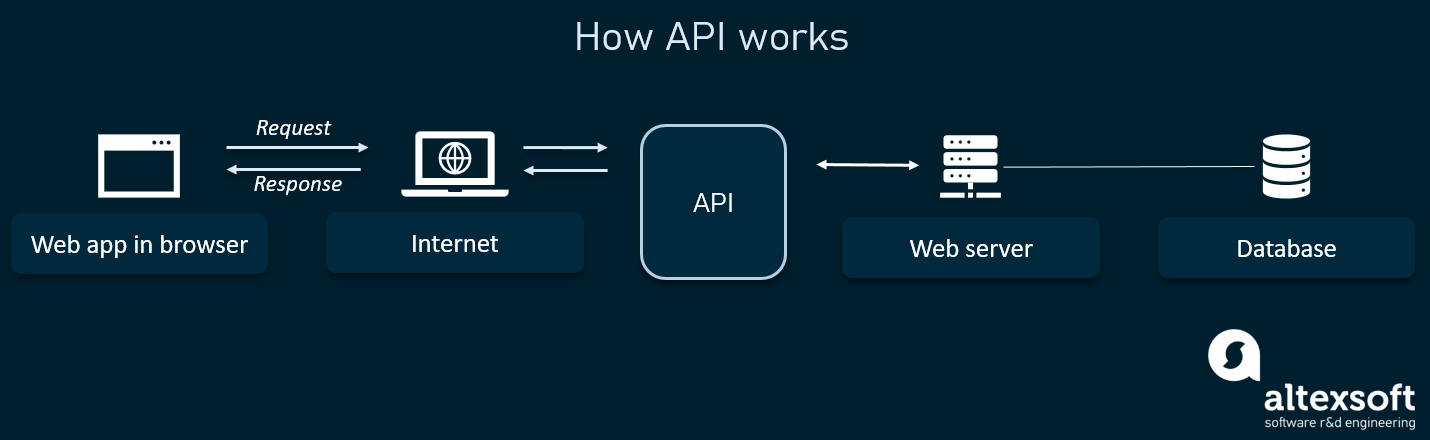 How API works
Request
Response
API
Web app in browser
Internet
Web server
Database
altexsoft
software r&d engineering